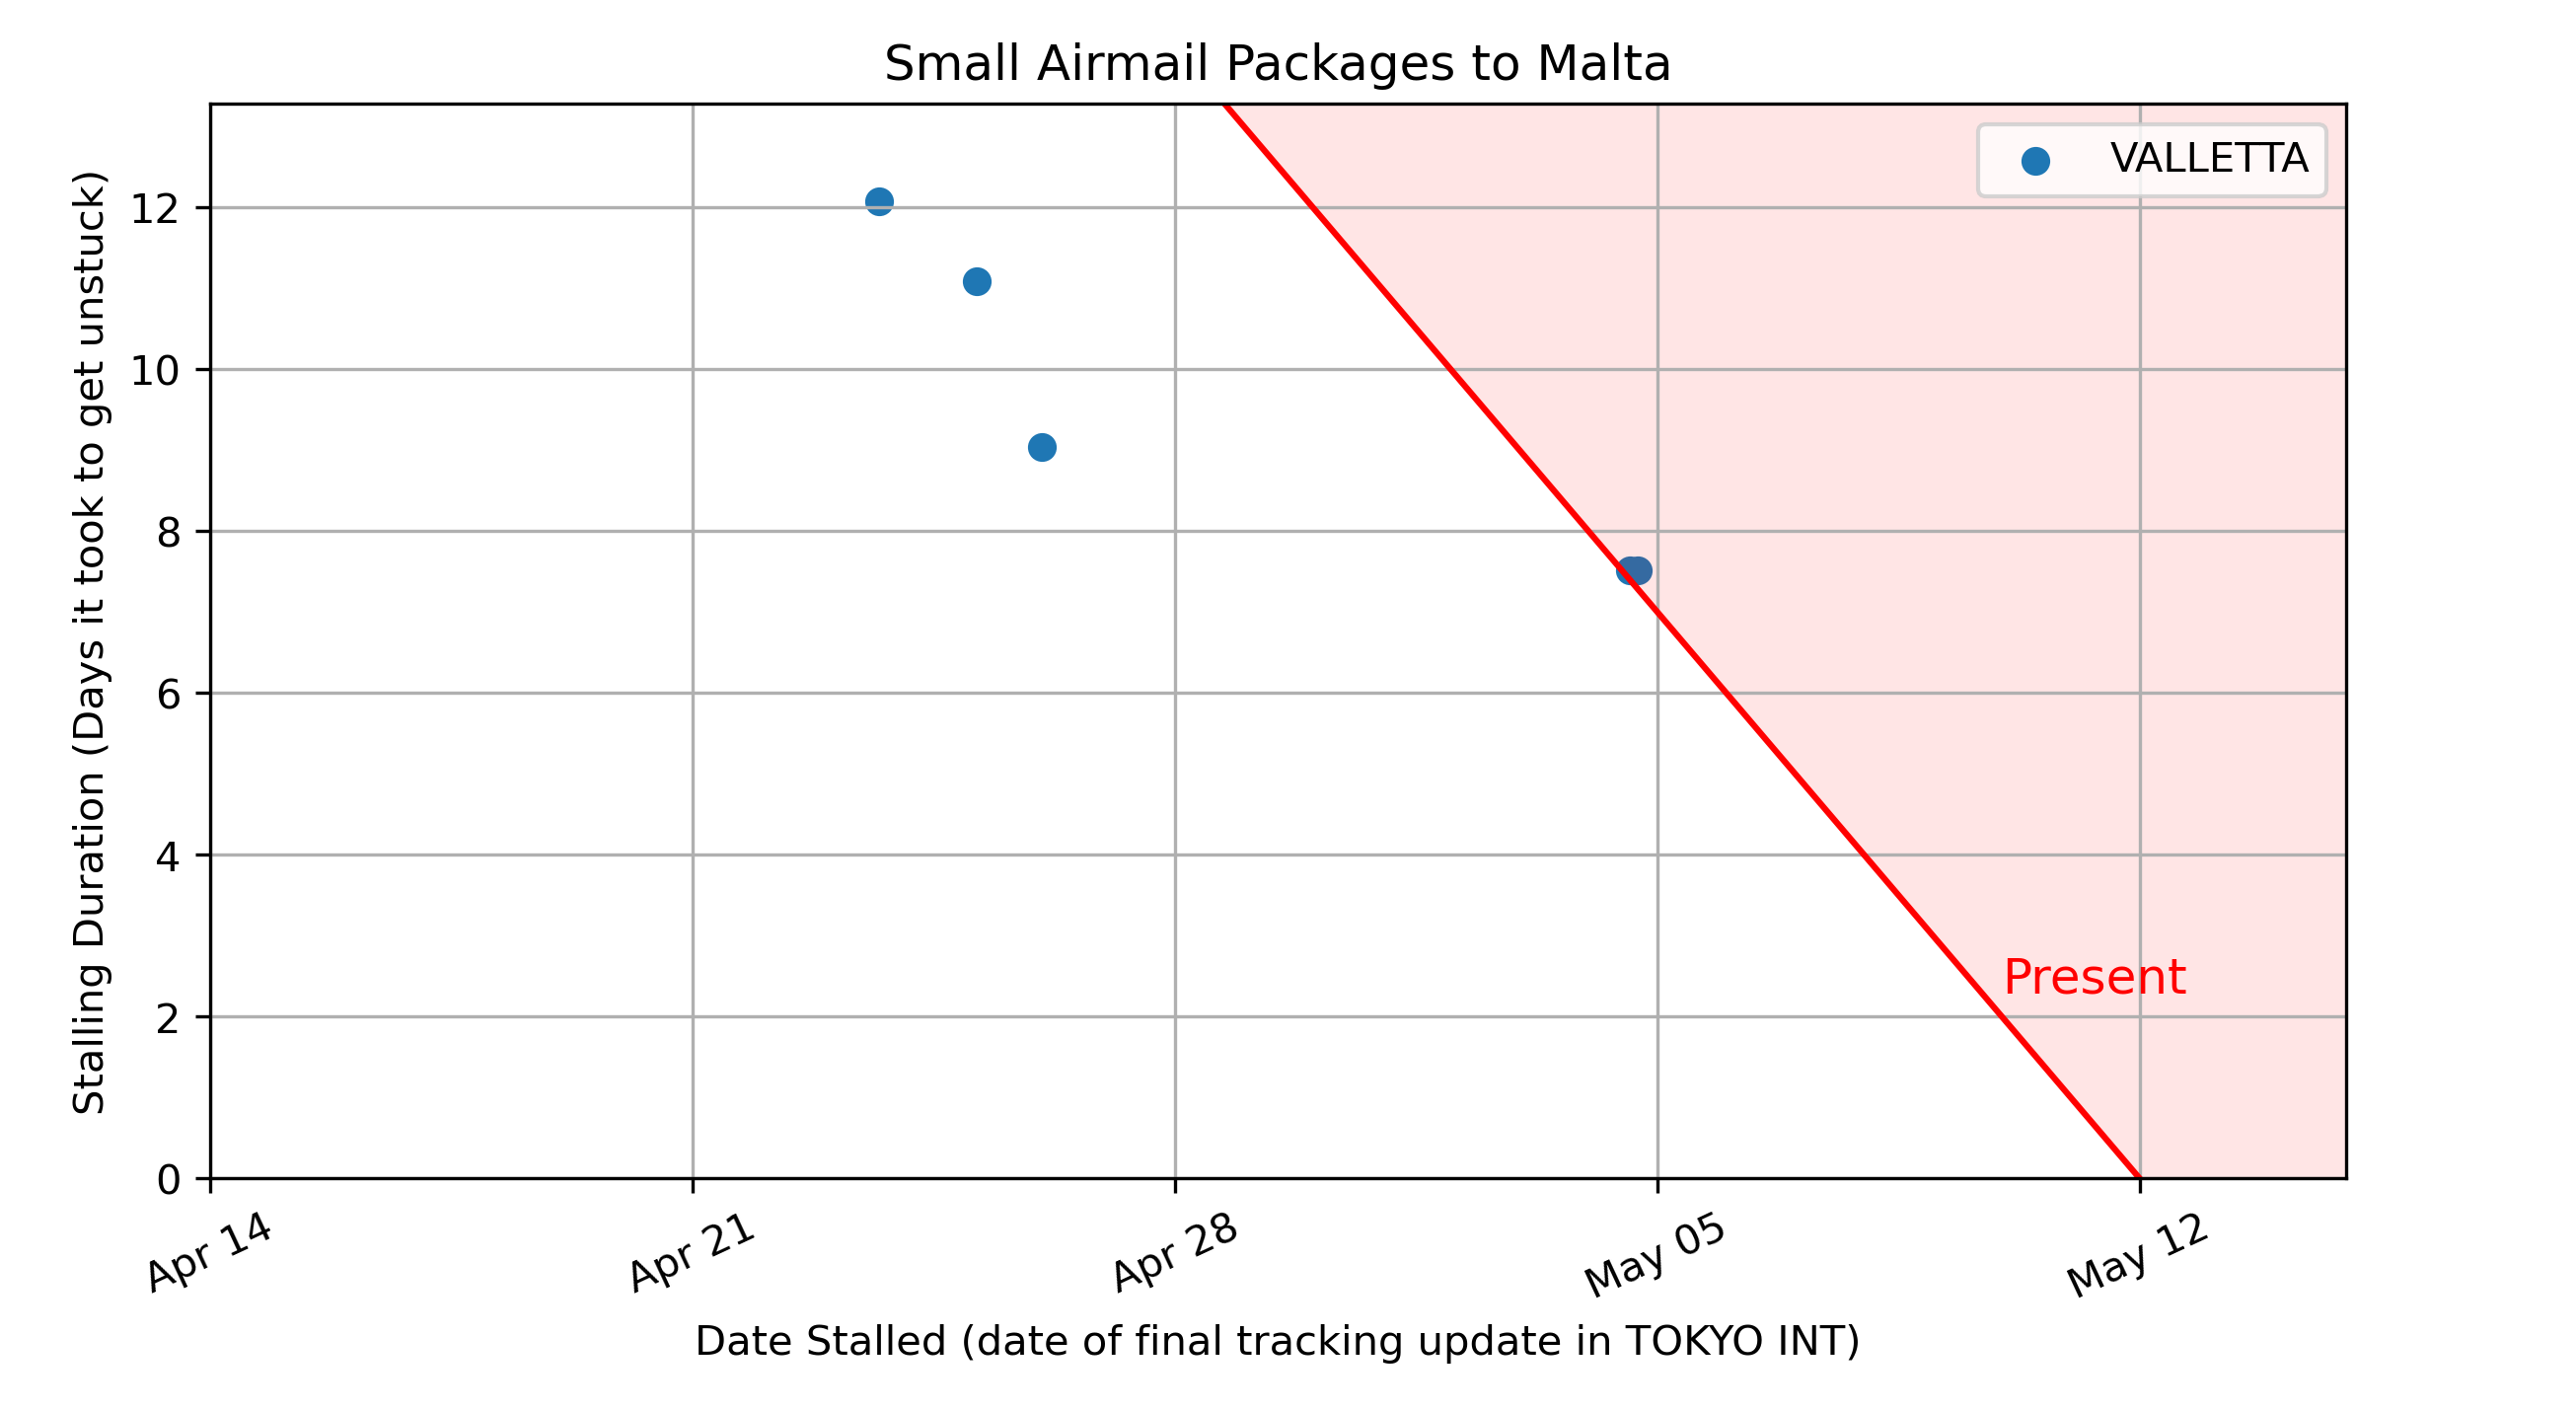 Small Airmail Packages to Malta
VALLETTA
Stalling Duration (Days it took to get unstuck)
12
10
8
6
4
2
0
Present
Apr 14
Apr 21
Apr 28
May 05
May 12
Date Stalled (date of final tracking update in TOKYO INT)